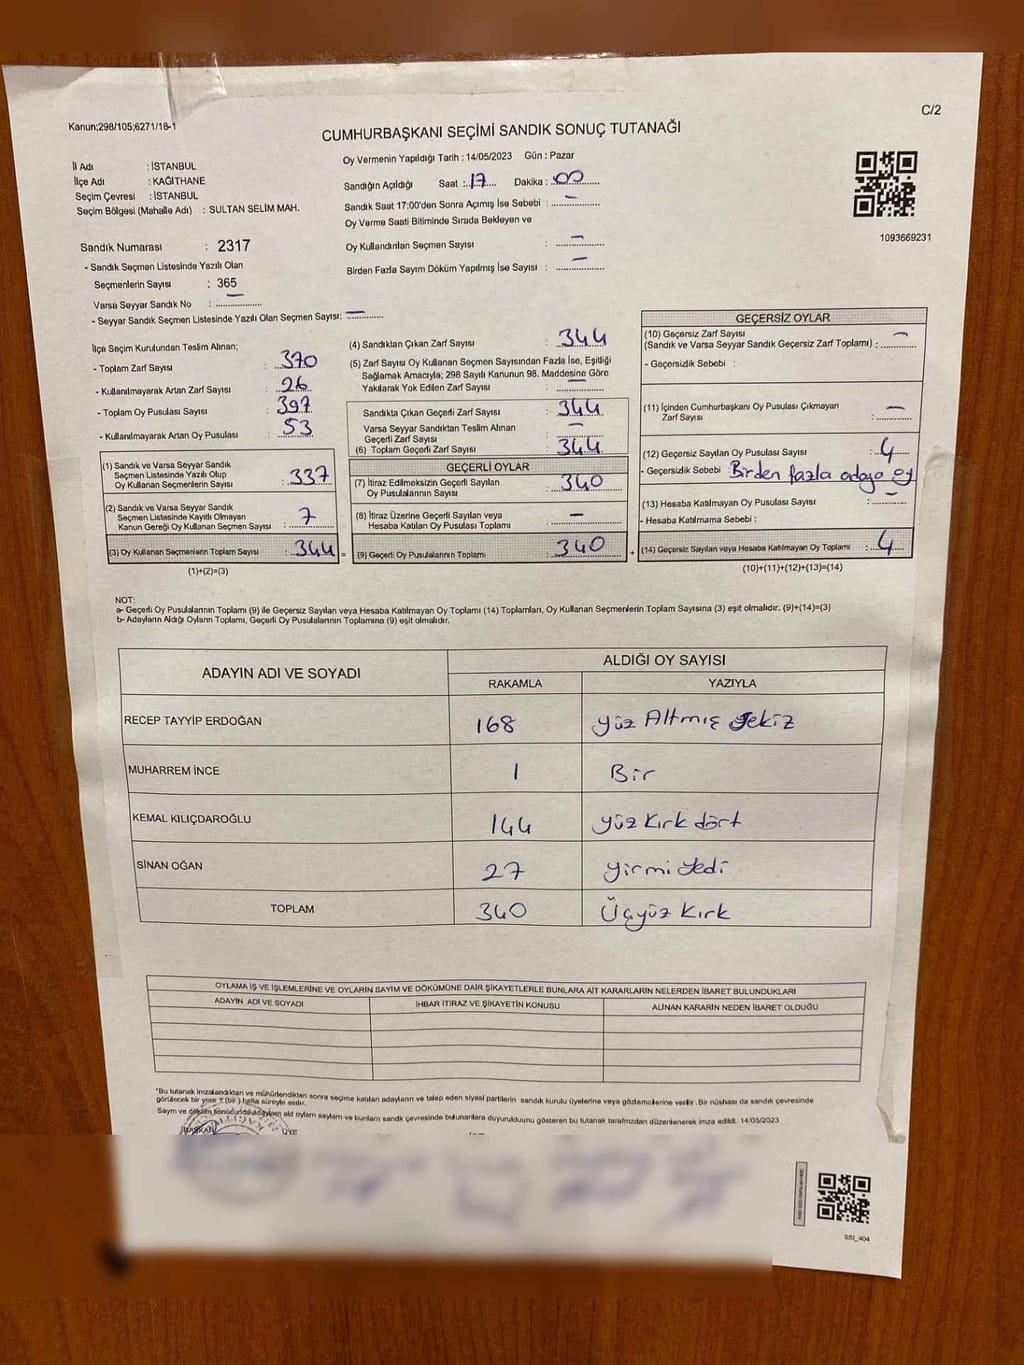 Kanun;298/105;6271/18-1
C/2
CUMHURBAŞKANI SEÇİMİ SANDIK SONUÇ TUTANAĞI
İl Adı : İSTANBUL
İlçe Adı : KAĞITHANE
Seçim Çevresi : İSTANBUL
Seçim Bölgesi (Mahalle Adı) : SULTAN SELİM MAH.
Sandık Numarası : 2317
- Sandık Seçmen Listesinde Yazılı Olan
Seçmenlerin Sayısı : 365
Varsa Seyyar Sandık No : –
- Seyyar Sandık Seçmen Listesinde Yazılı Olan Seçmen Sayısı: –
Oy Vermenin Yapıldığı Tarih : 14/05/2023 Gün : Pazar
Sandığın Açıldığı Saat : 17 Dakika : 00
Sandık Saat 17:00'den Sonra Açımış İse Sebebi : –
Oy Verme Saati Bitiminde Sırada Bekleyen ve
Oy Kullandırılan Seçmen Sayısı : –
Birden Fazla Sayım Döküm Yapılmış İse Sayısı : –
1093669231
İlçe Seçim Kurulundan Teslim Alınan;
- Toplam Zarf Sayısı : 370
- Kullanılmayarak Artan Zarf Sayısı : 26
- Toplam Oy Pusulası Sayısı : 397
- Kullanılmayarak Artan Oy Pusulası : 53
(1) Sandık ve Varsa Seyyar Sandık
Seçmen Listesinde Yazılı Olup
Oy Kullanan Seçmenlerin Sayısı : 337
(2) Sandık ve Varsa Seyyar Sandık
Seçmen Listesinde Kayıtlı Olmayan
Kanun Gereği Oy Kullanan Seçmen Sayısı : 7
(3) Oy Kullanan Seçmenlerin Toplam Sayısı : 344 =
(1)+(2)=(3)
(4) Sandıktan Çıkan Zarf Sayısı : 344
(5) Zarf Sayısı Oy Kullanan Seçmen Sayısından Fazla İse, Eşitliği
Sağlamak Amacıyla; 298 Sayılı Kanunun 98. Maddesine Göre
Yakılarak Yok Edilen Zarf Sayısı : –
Sandıkta Çıkan Geçerli Zarf Sayısı : 344
Varsa Seyyar Sandıktan Teslim Alınan
Geçerli Zarf Sayısı : –
(6) Toplam Geçerli Zarf Sayısı : 344
GEÇERLİ OYLAR
(7) İtiraz Edilmeksizin Geçerli Sayılan
Oy Pusulalarının Sayısı : 340
(8) İtiraz Üzerine Geçerli Sayılan veya
Hesaba Katılan Oy Pusulası Toplamı : –
(9) Geçerli Oy Pusulalarının Toplamı : 340 +
GEÇERSİZ OYLAR
(10) Geçersiz Zarf Sayısı
(Sandık ve Varsa Seyyar Sandık Geçersiz Zarf Toplamı) : –
- Geçersizlik Sebebi :
(11) İçinden Cumhurbaşkanı Oy Pusulası Çıkmayan
Zarf Sayısı : –
(12) Geçersiz Sayılan Oy Pusulası Sayısı : 4
- Geçersizlik Sebebi Birden fazla adaya oy
(13) Hesaba Katılmayan Oy Pusulası Sayısı : –
- Hesaba Katılmama Sebebi :
(14) Geçersiz Sayılan veya Hesaba Katılmayan Oy Toplamı : 4
(10)+(11)+(12)+(13)=(14)
NOT:
a- Geçerli Oy Pusulalarının Toplamı (9) ile Geçersiz Sayılan veya Hesaba Katılmayan Oy Toplamı (14) Toplamları, Oy Kullanan Seçmenlerin Toplam Sayısına (3) eşit olmalıdır. (9)+(14)=(3)
b- Adayların Aldığı Oyların Toplamı, Geçerli Oy Pusulalarının Toplamına (9) eşit olmalıdır.
ADAYIN ADI VE SOYADI ALDIĞI OY SAYISI
RAKAMLA YAZIYLA
RECEP TAYYİP ERDOĞAN 168 yüz Altmış sekiz
MUHARREM İNCE 1 Bir
KEMAL KILIÇDAROĞLU 144 yüz kırk dört
SİNAN OĞAN 27 yirmi yedi
TOPLAM 340 Üçyüz kırk
OYLAMA İŞ VE İŞLEMLERİNE VE OYLARIN SAYIM VE DÖKÜMÜNE DAİR ŞİKAYETLERLE BUNLARA AİT KARARLARIN NELERDEN İBARET BULUNDUKLARI
ADAYIN ADI VE SOYADI İHBAR İTİRAZ VE ŞİKAYETİN KONUSU ALINAN KARARIN NEDEN İBARET OLDUĞU
*Bu tutanak imzalandıktan ve mühürlendikten sonra seçime katılan adayların ve talep eden siyasi partilerin sandık kurulu üyelerine veya gözlemcilerine verilir. Bir nüshası da sandık çevresinde
görülecek bir yere 1 (bir) hafta süreyle asılır.
Sayım ve döküm sonucunda adayların aldığı oyların sayısını ve bunların sandık çevresinde bulunanlara duyurulduğunu gösteren bu tutanak tarafımızdan düzenlenerek imza edildi. 14/05/2023
BAŞKAN ÜYE
SSI_404